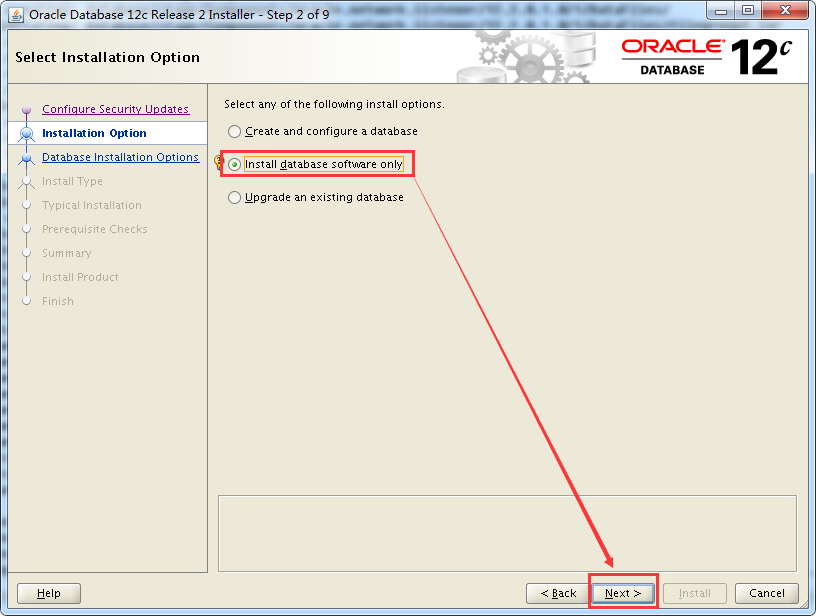 Oracle Database 12c Release 2 Installer - Step 2 of 9
Select Installation Option
ORACLE®
DATABASE
12c
Configure Security Updates
Installation Option
Database Installation Options
Install Type
Typical Installation
Prerequisite Checks
Summary
Install Product
Finish
Select any of the following install options.
Create and configure a database
Install database software only
Upgrade an existing database
Help
< Back
Next >
Install
Cancel